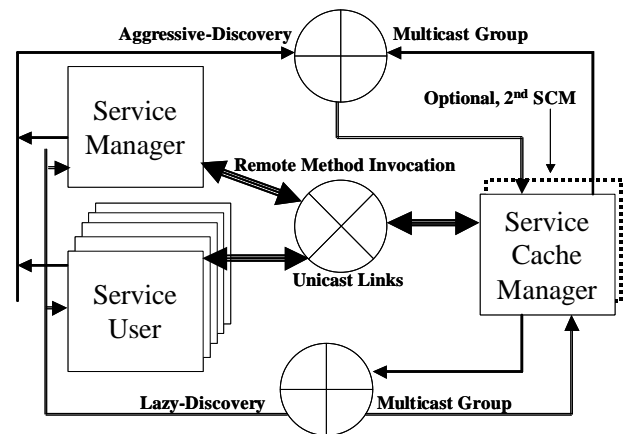 Aggressive-Discovery Multicast Group
Optional, 2nd SCM
Service
Manager
Remote Method Invocation
Service
Cache
Manager
Service
User
Unicast Links
Lazy-Discovery Multicast Group